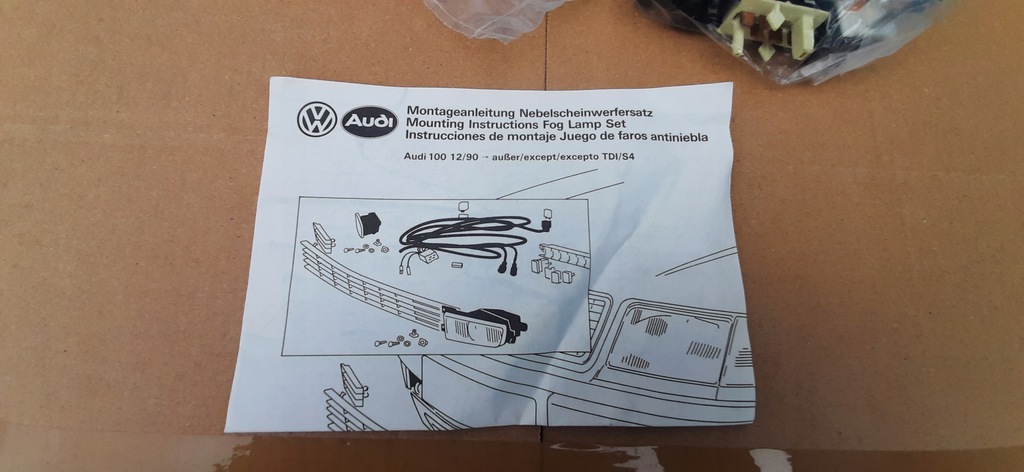 VW Audi
Montageanleitung Nebelscheinwerfersatz
Mounting Instructions Fog Lamp Set
Instrucciones de montaje Juego de faros antiniebla
Audi 100 12/90 → außer/except/excepto TDI/S4